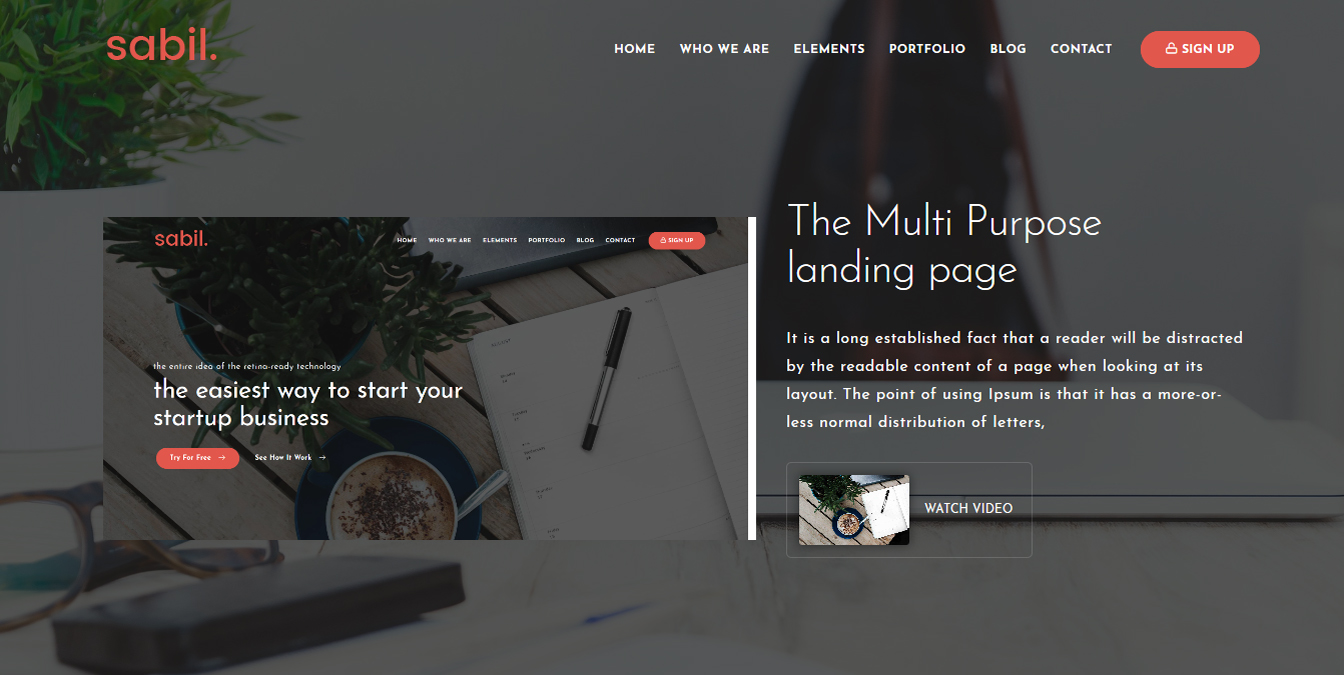 sabil.
HOME WHO WE ARE ELEMENTS PORTFOLIO BLOG CONTACT SIGN UP
sabil.
HOME WHO WE ARE ELEMENTS PORTFOLIO BLOG CONTACT SIGN UP
the entire idea of the retina-ready technology
the easiest way to start your
startup business
Try For Free → See How It Work →
The Multi Purpose
landing page
It is a long established fact that a reader will be distracted
by the readable content of a page when looking at its
layout. The point of using Ipsum is that it has a more-or-
less normal distribution of letters,
WATCH VIDEO